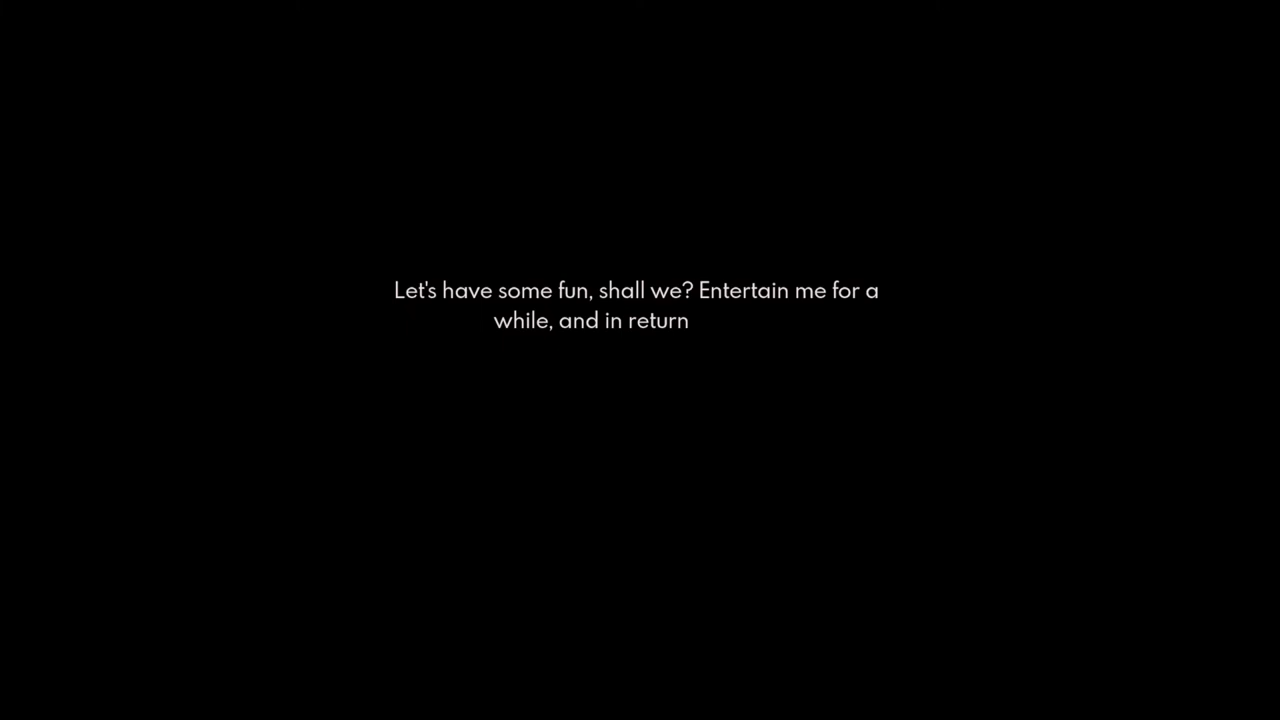 Let's have some fun, shall we? Entertain me for a
while, and in return